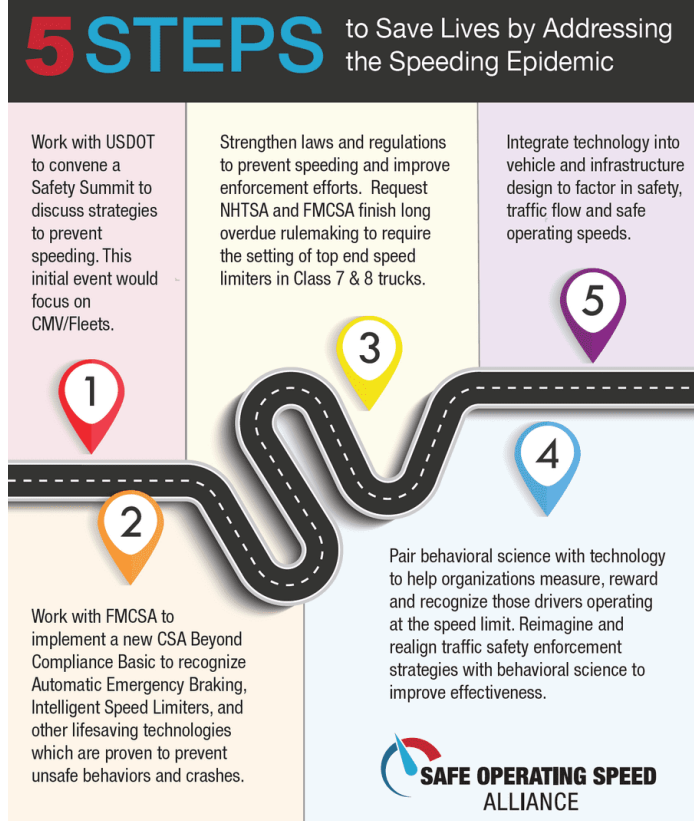 5 STEPS
to Save Lives by Addressing
the Speeding Epidemic
Work with USDOT
to convene a
Safety Summit to
discuss strategies
to prevent
speeding. This
initial event would
focus on
CMV/Fleets.
1
2
Work with FMCSA to
implement a new CSA Beyond
Compliance Basic to recognize
Automatic Emergency Braking,
Intelligent Speed Limiters, and
other lifesaving technologies
which are proven to prevent
unsafe behaviors and crashes.
Strengthen laws and regulations
to prevent speeding and improve
enforcement efforts. Request
NHTSA and FMCSA finish long
overdue rulemaking to require
the setting of top end speed
limiters in Class 7 & 8 trucks.
3
4
Pair behavioral science with technology
to help organizations measure, reward
and recognize those drivers operating
at the speed limit. Reimagine and
realign traffic safety enforcement
strategies with behavioral science to
improve effectiveness.
Integrate technology into
vehicle and infrastructure
design to factor in safety,
traffic flow and safe
operating speeds.
5
SAFE OPERATING SPEED
ALLIANCE